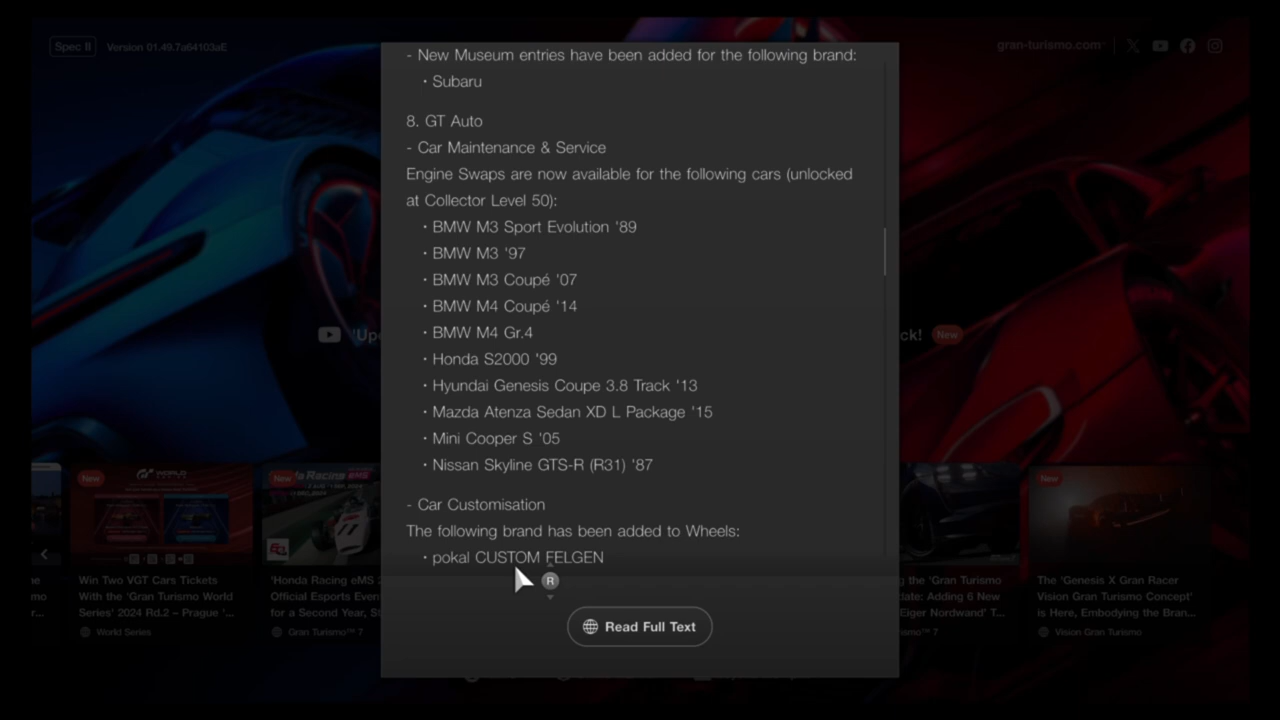 Spec II
Version 01.49.7a64103aE
gran-turismo.com
- New Museum entries have been added for the following brand:
・Subaru
8. GT Auto
- Car Maintenance & Service
Engine Swaps are now available for the following cars (unlocked
at Collector Level 50):
・BMW M3 Sport Evolution '89
・BMW M3 '97
・BMW M3 Coupé '07
・BMW M4 Coupé '14
・BMW M4 Gr.4
・Honda S2000 '99
・Hyundai Genesis Coupe 3.8 Track '13
・Mazda Atenza Sedan XD L Package '15
・Mini Cooper S '05
・Nissan Skyline GTS-R (R31) '87
- Car Customisation
The following brand has been added to Wheels:
・pokal CUSTOM FELGEN
R
Read Full Text
ck! New
New
WORLD
New
Racing eMS
New
Win Two VGT Cars Tickets
With the 'Gran Turismo World
Series' 2024 Rd.2 – Prague '...
World Series
'Honda Racing eMS 2
Official Esports Even
for a Second Year, S
Gran Turismo™ 7
g the 'Gran Turismo
date: Adding 6 New
Eiger Nordwand' T...
The 'Genesis X Gran Racer
Vision Gran Turismo Concept'
is Here, Embodying the Bran...
Vision Gran Turismo